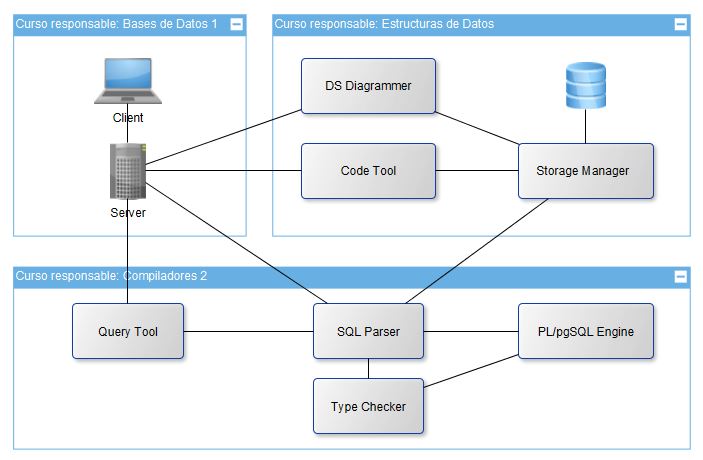 Curso responsable: Bases de Datos 1
Curso responsable: Estructuras de Datos
Client
DS Diagrammer
Server
Code Tool
Storage Manager
Curso responsable: Compiladores 2
Query Tool
SQL Parser
PL/pgSQL Engine
Type Checker